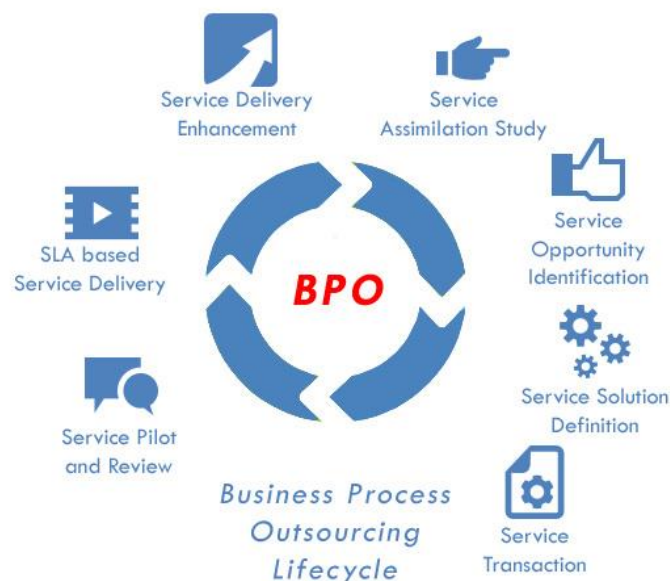 Service Delivery
Enhancement
Service
Assimilation Study
Service
Opportunity
Identification
SLA based
Service Delivery
BPO
Service Solution
Definition
Service Pilot
and Review
Business Process
Outsourcing
Lifecycle
Service
Transaction